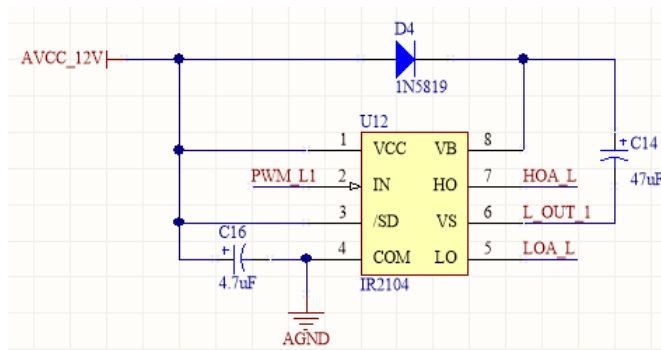 D4
AVCC_12V
1N5819
U12
1 VCC VB 8
+ C14
PWM_L1 2 IN HO 7 HOA_L
47uF
3 /SD VS 6 L_OUT_1
C16
+ 4 COM LO 5 LOA_L
4.7uF IR2104
AGND